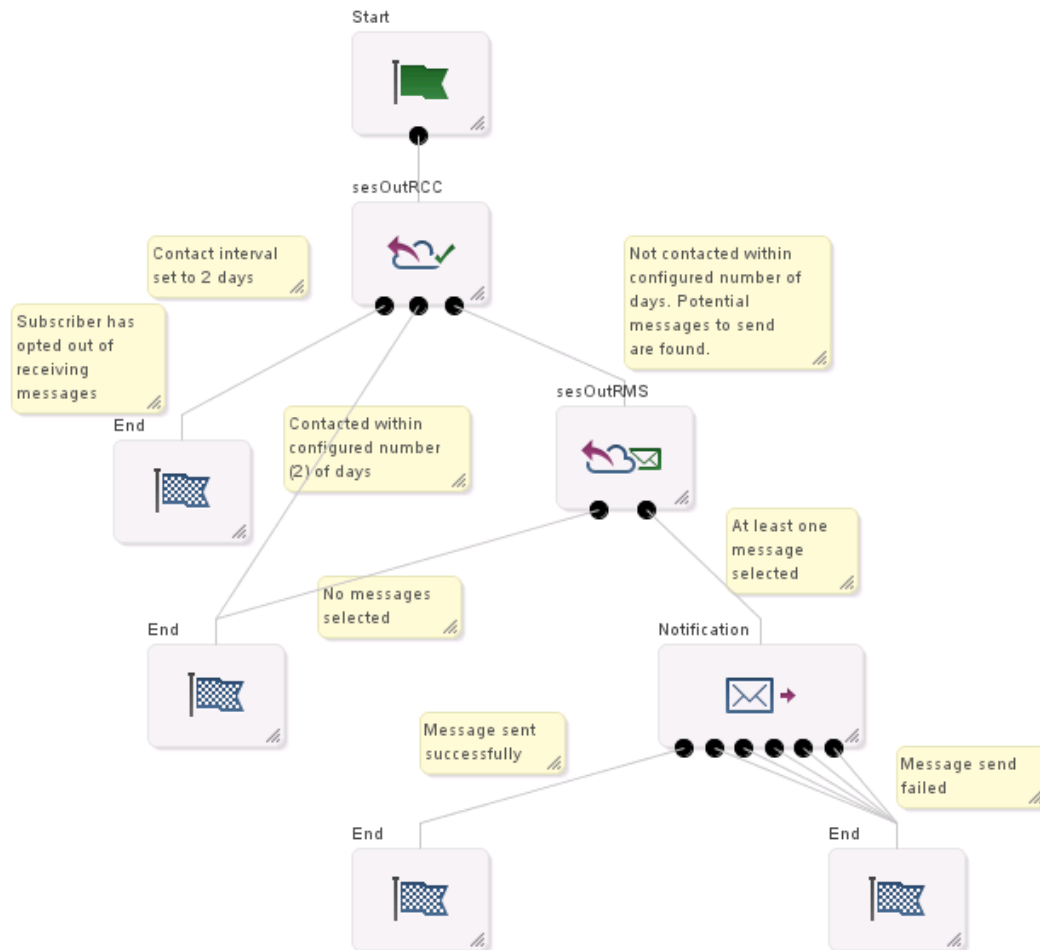 Start
sesOutRCC
Contact interval
set to 2 days
Not contacted within
configured number of
days. Potential
messages to send
are found.
Subscriber has
opted out of
receiving
messages
sesOutRMS
End
Contacted within
configured number
(2) of days
At least one
message
selected
No messages
selected
End
Notification
Message sent
successfully
Message send
failed
End
End